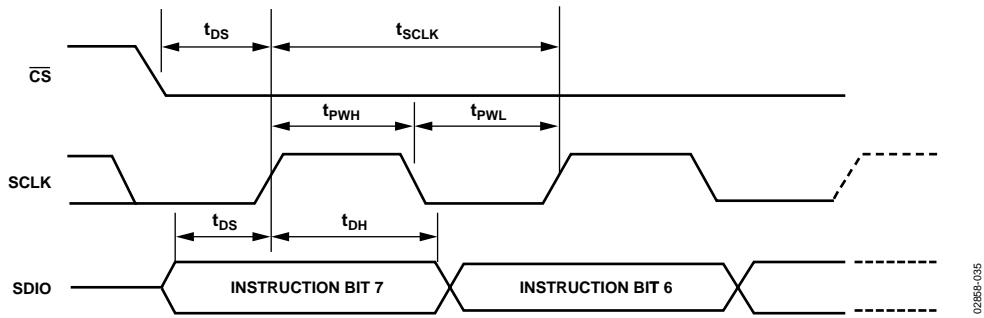 tDS
tSCLK
CS
tPWH
tPWL
SCLK
tDS
tDH
SDIO
INSTRUCTION BIT 7
INSTRUCTION BIT 6
02858-035